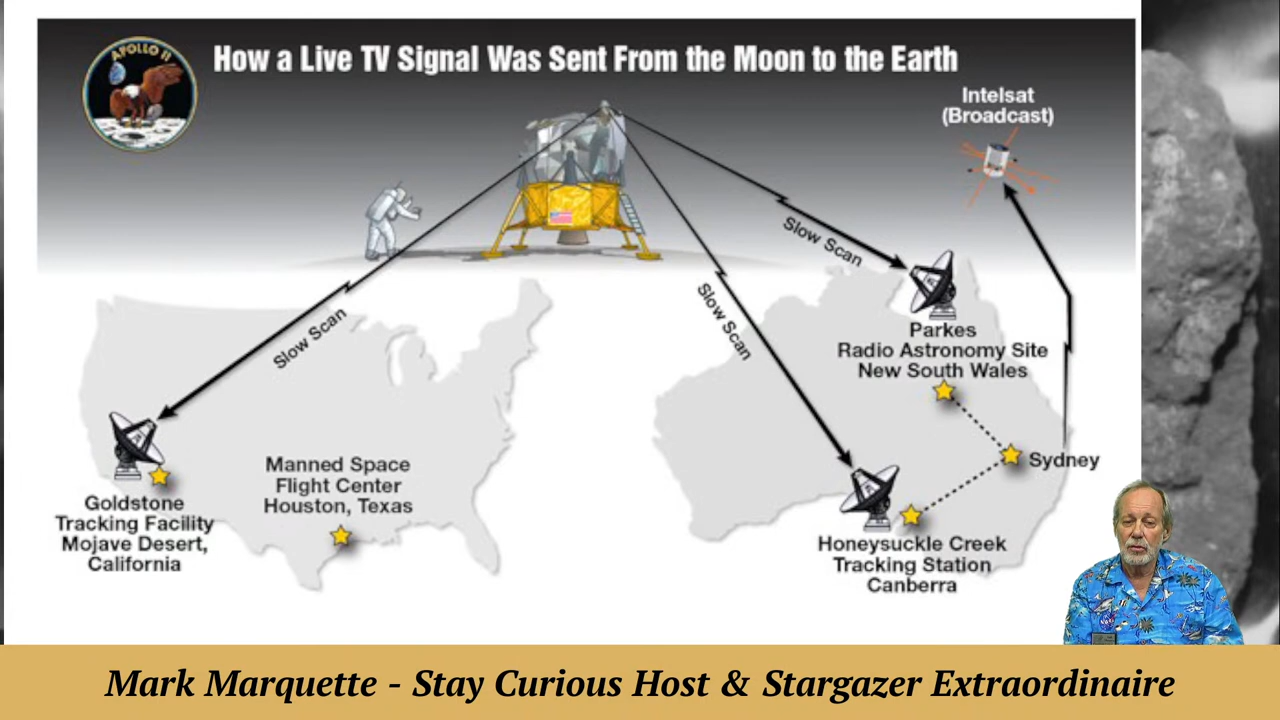 APOLLO 11
How a Live TV Signal Was Sent From the Moon to the Earth
Intelsat
(Broadcast)
Slow Scan
Slow Scan
Slow Scan
Parkes
Radio Astronomy Site
New South Wales
Sydney
Manned Space
Flight Center
Houston, Texas
Goldstone
Tracking Facility
Mojave Desert,
California
Honeysuckle Creek
Tracking Station
Canberra
Mark Marquette - Stay Curious Host & Stargazer Extraordinaire